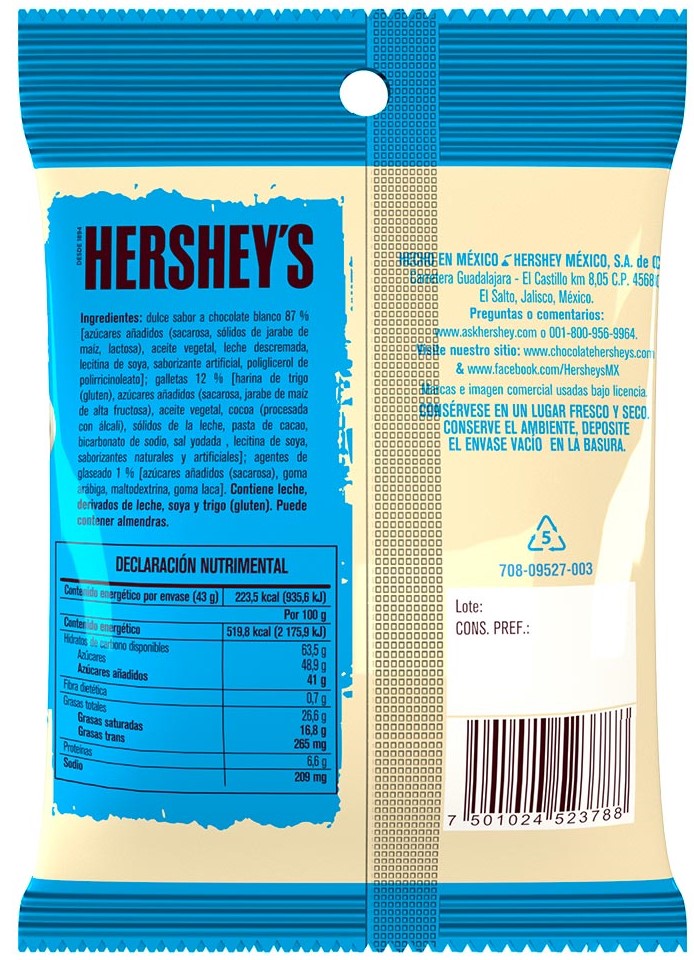 DESDE 1894
HERSHEY'S
Ingredientes: dulce sabor a chocolate blanco 87 %
[azúcares añadidos (sacarosa, sólidos de jarabe de
maíz, lactosa), aceite vegetal, leche descremada,
lecitina de soya, saborizante artificial, poliglicerol de
polirricinoleato]; galletas 12 % [harina de trigo
(gluten), azúcares añadidos (sacarosa, jarabe de maíz
de alta fructosa), aceite vegetal, cocoa (procesada
con álcali), sólidos de la leche, pasta de cacao,
bicarbonato de sodio, sal yodada , lecitina de soya,
saborizantes naturales y artificiales]; agentes de
glaseado 1 % [azúcares añadidos (sacarosa), goma
arábiga, maltodextrina, goma laca]. Contiene leche,
derivados de leche, soya y trigo (gluten). Puede
contener almendras.
DECLARACIÓN NUTRIMENTAL
Contenido energético por envase (43 g) 223,5 kcal (935,6 kJ)
Por 100 g
Contenido energético 519,8 kcal (2 175,9 kJ)
Hidratos de carbono disponibles 63,5 g
Azúcares 48,9 g
Azúcares añadidos 41 g
Fibra dietética 0,7 g
Grasas totales 26,6 g
Grasas saturadas 16,8 g
Grasas trans 265 mg
Proteínas 6,6 g
Sodio 209 mg
HECHO EN MÉXICO HERSHEY MÉXICO, S.A. de
Carretera Guadalajara - El Castillo km 8,05 C.P. 4568
El Salto, Jalisco, México.
Preguntas o comentarios:
www.askhershey.com o 001-800-956-9964.
Visite nuestro sitio: www.chocolatehersheys.com
& www.facebook.com/HersheysMX
Marcas e imagen comercial usadas bajo licencia.
CONSÉRVESE EN UN LUGAR FRESCO Y SECO.
CONSERVE EL AMBIENTE, DEPOSITE
EL ENVASE VACÍO EN LA BASURA.
5
708-09527-003
Lote:
CONS. PREF.:
7 501024 523788